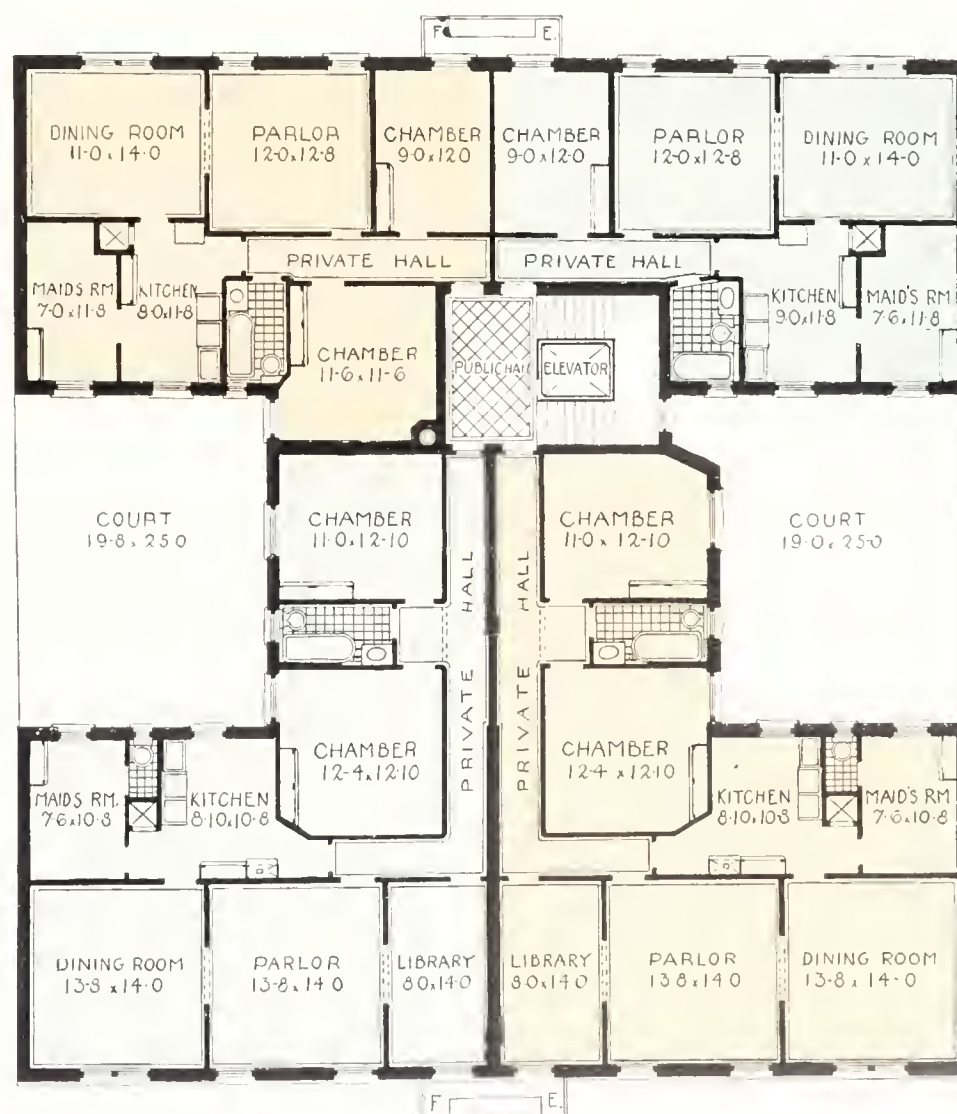 F. E.
DINING ROOM
11-0 x 14-0
PARLOR
12-0 x 12-8
CHAMBER
9-0 x 12 0
CHAMBER
9-0 x 12-0
PARLOR
12-0 x 12-8
DINING ROOM
11-0 x 14-0
PRIVATE HALL
PRIVATE HALL
MAIDS RM.
7-0 x 11-8
KITCHEN
8-0 x 11-8
CHAMBER
11-6 x 11-6
PUBLIC HALL
ELEVATOR
KITCHEN
9-0 x 11-8
MAID'S RM
7-6 x 11-8
COURT
19-8 x 25 0
CHAMBER
11-0 x 12-10
PRIVATE HALL
PRIVATE HALL
CHAMBER
11-0 x 12-10
COURT
19-0 x 25-0
CHAMBER
12-4 x 12-10
CHAMBER
12-4 x 12-10
MAIDS RM.
7-6 x 10-8
KITCHEN
8-10 x 10-8
KITCHEN
8-10 x 10-8
MAID'S RM
7-6 x 10-8
DINING ROOM
13-8 x 14-0
PARLOR
13-8 x 14 0
LIBRARY
8 0 x 14-0
LIBRARY
8-0 x 14 0
PARLOR
13 8 x 14 0
DINING ROOM
13-8 x 14-0
F E.